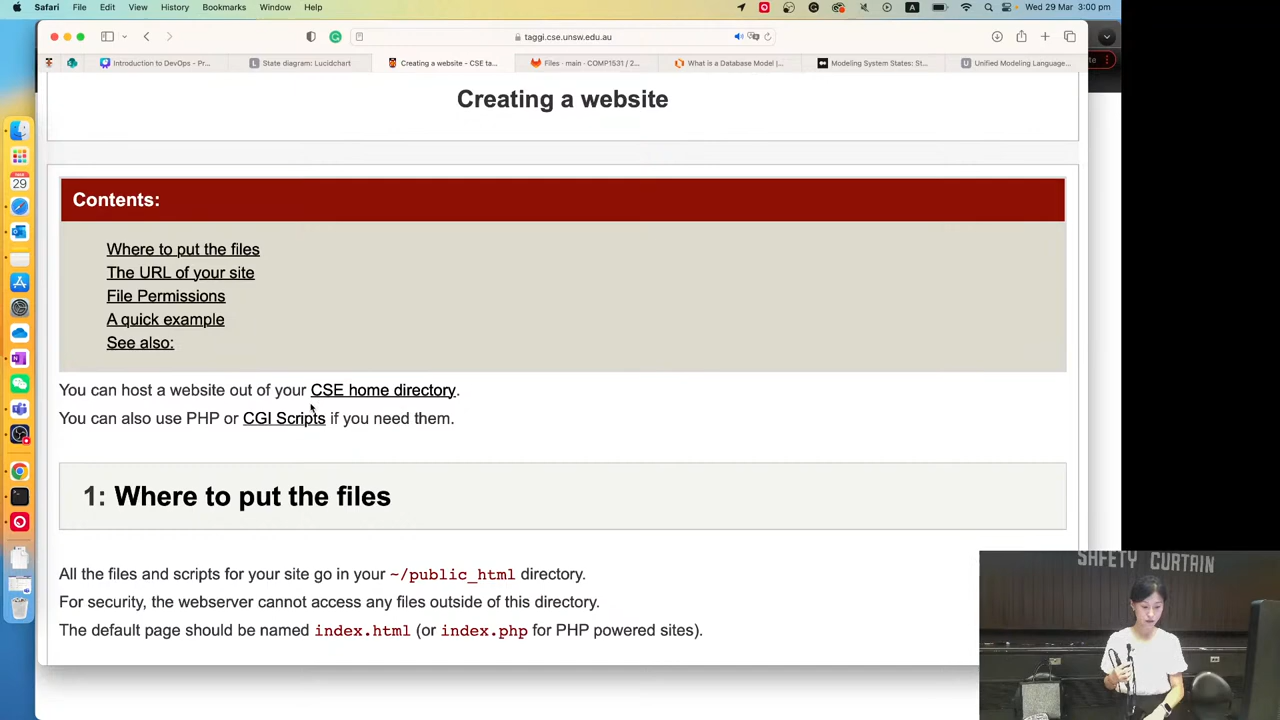 Safari File Edit View History Bookmarks Window Help
A Wed 29 Mar 3:00 pm
taggi.cse.unsw.edu.au
Introduction to DevOps - Pr...
State diagram: Lucidchart
Creating a website - CSE ta...
Files · main · COMP1531 / 2...
What is a Database Model |...
Modeling System States: St...
Unified Modeling Language...
Creating a website
Contents:
Where to put the files
The URL of your site
File Permissions
A quick example
See also:
You can host a website out of your CSE home directory.
You can also use PHP or CGI Scripts if you need them.
1: Where to put the files
All the files and scripts for your site go in your ~/public_html directory.
For security, the webserver cannot access any files outside of this directory.
The default page should be named index.html (or index.php for PHP powered sites).
29
SAFETY CURTAIN